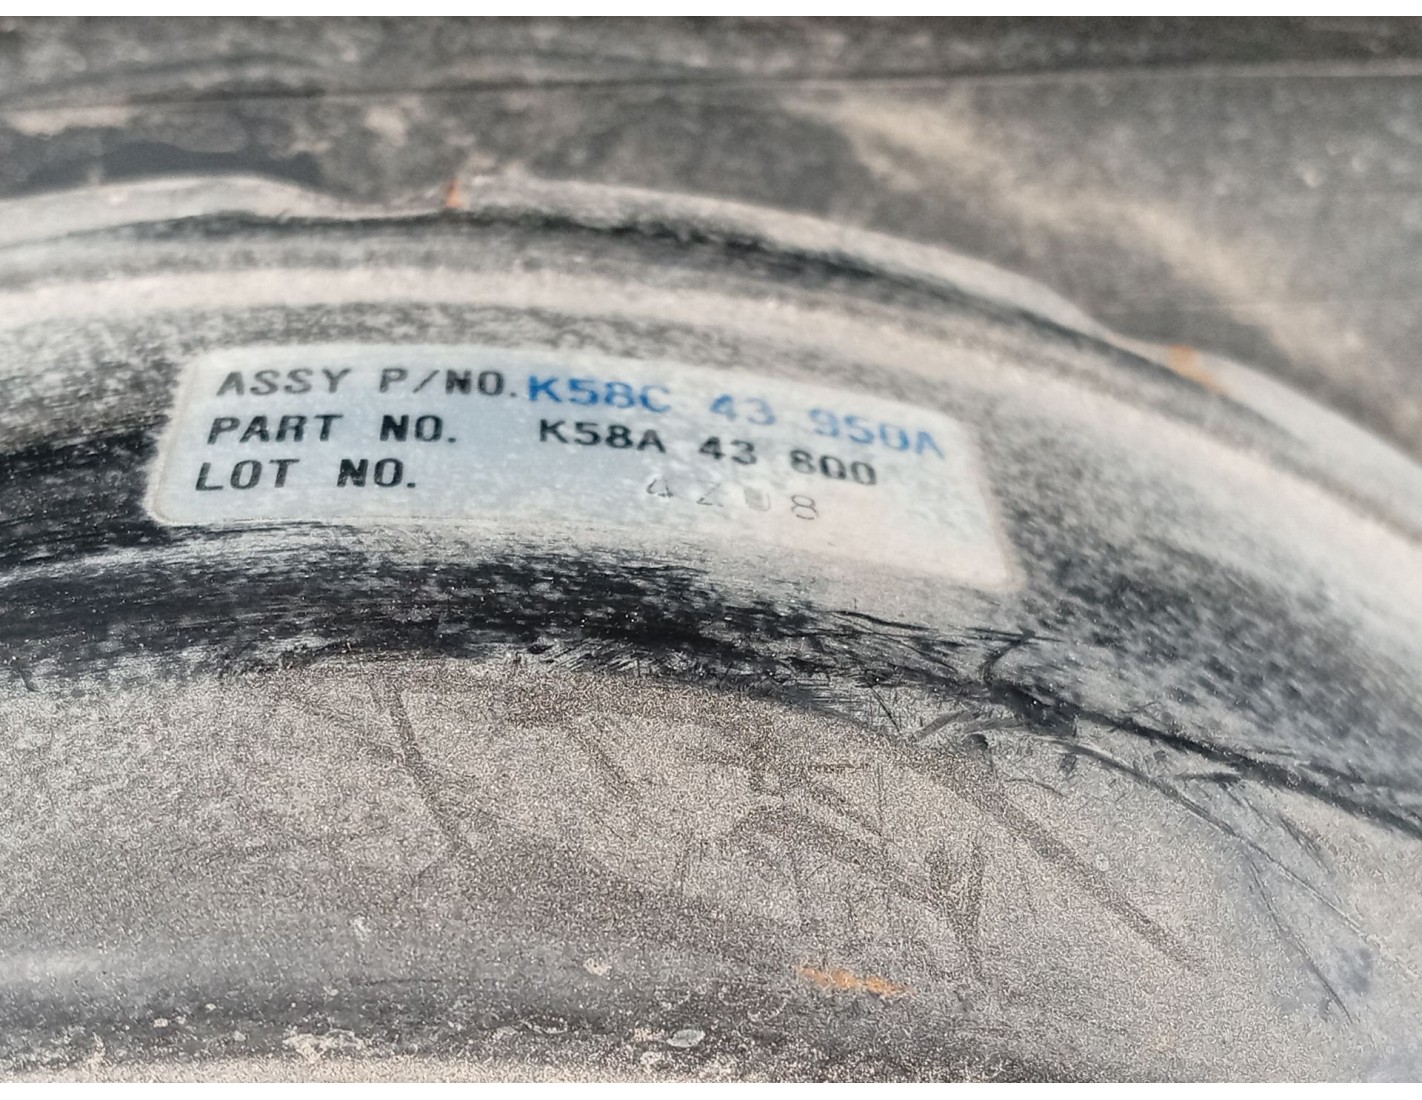 ASSY P/NO. K58C 43 950A
PART NO. K58A 43 800
LOT NO.